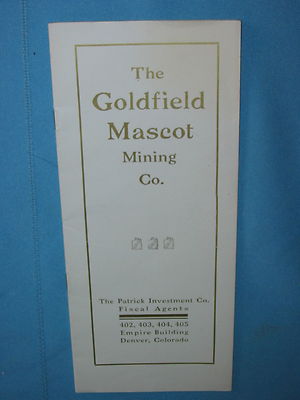 The
Goldfield
Mascot
Mining
Co.
The Patrick Investment Co.
Fiscal Agents
402, 403, 404, 405
Empire Building
Denver, Colorado